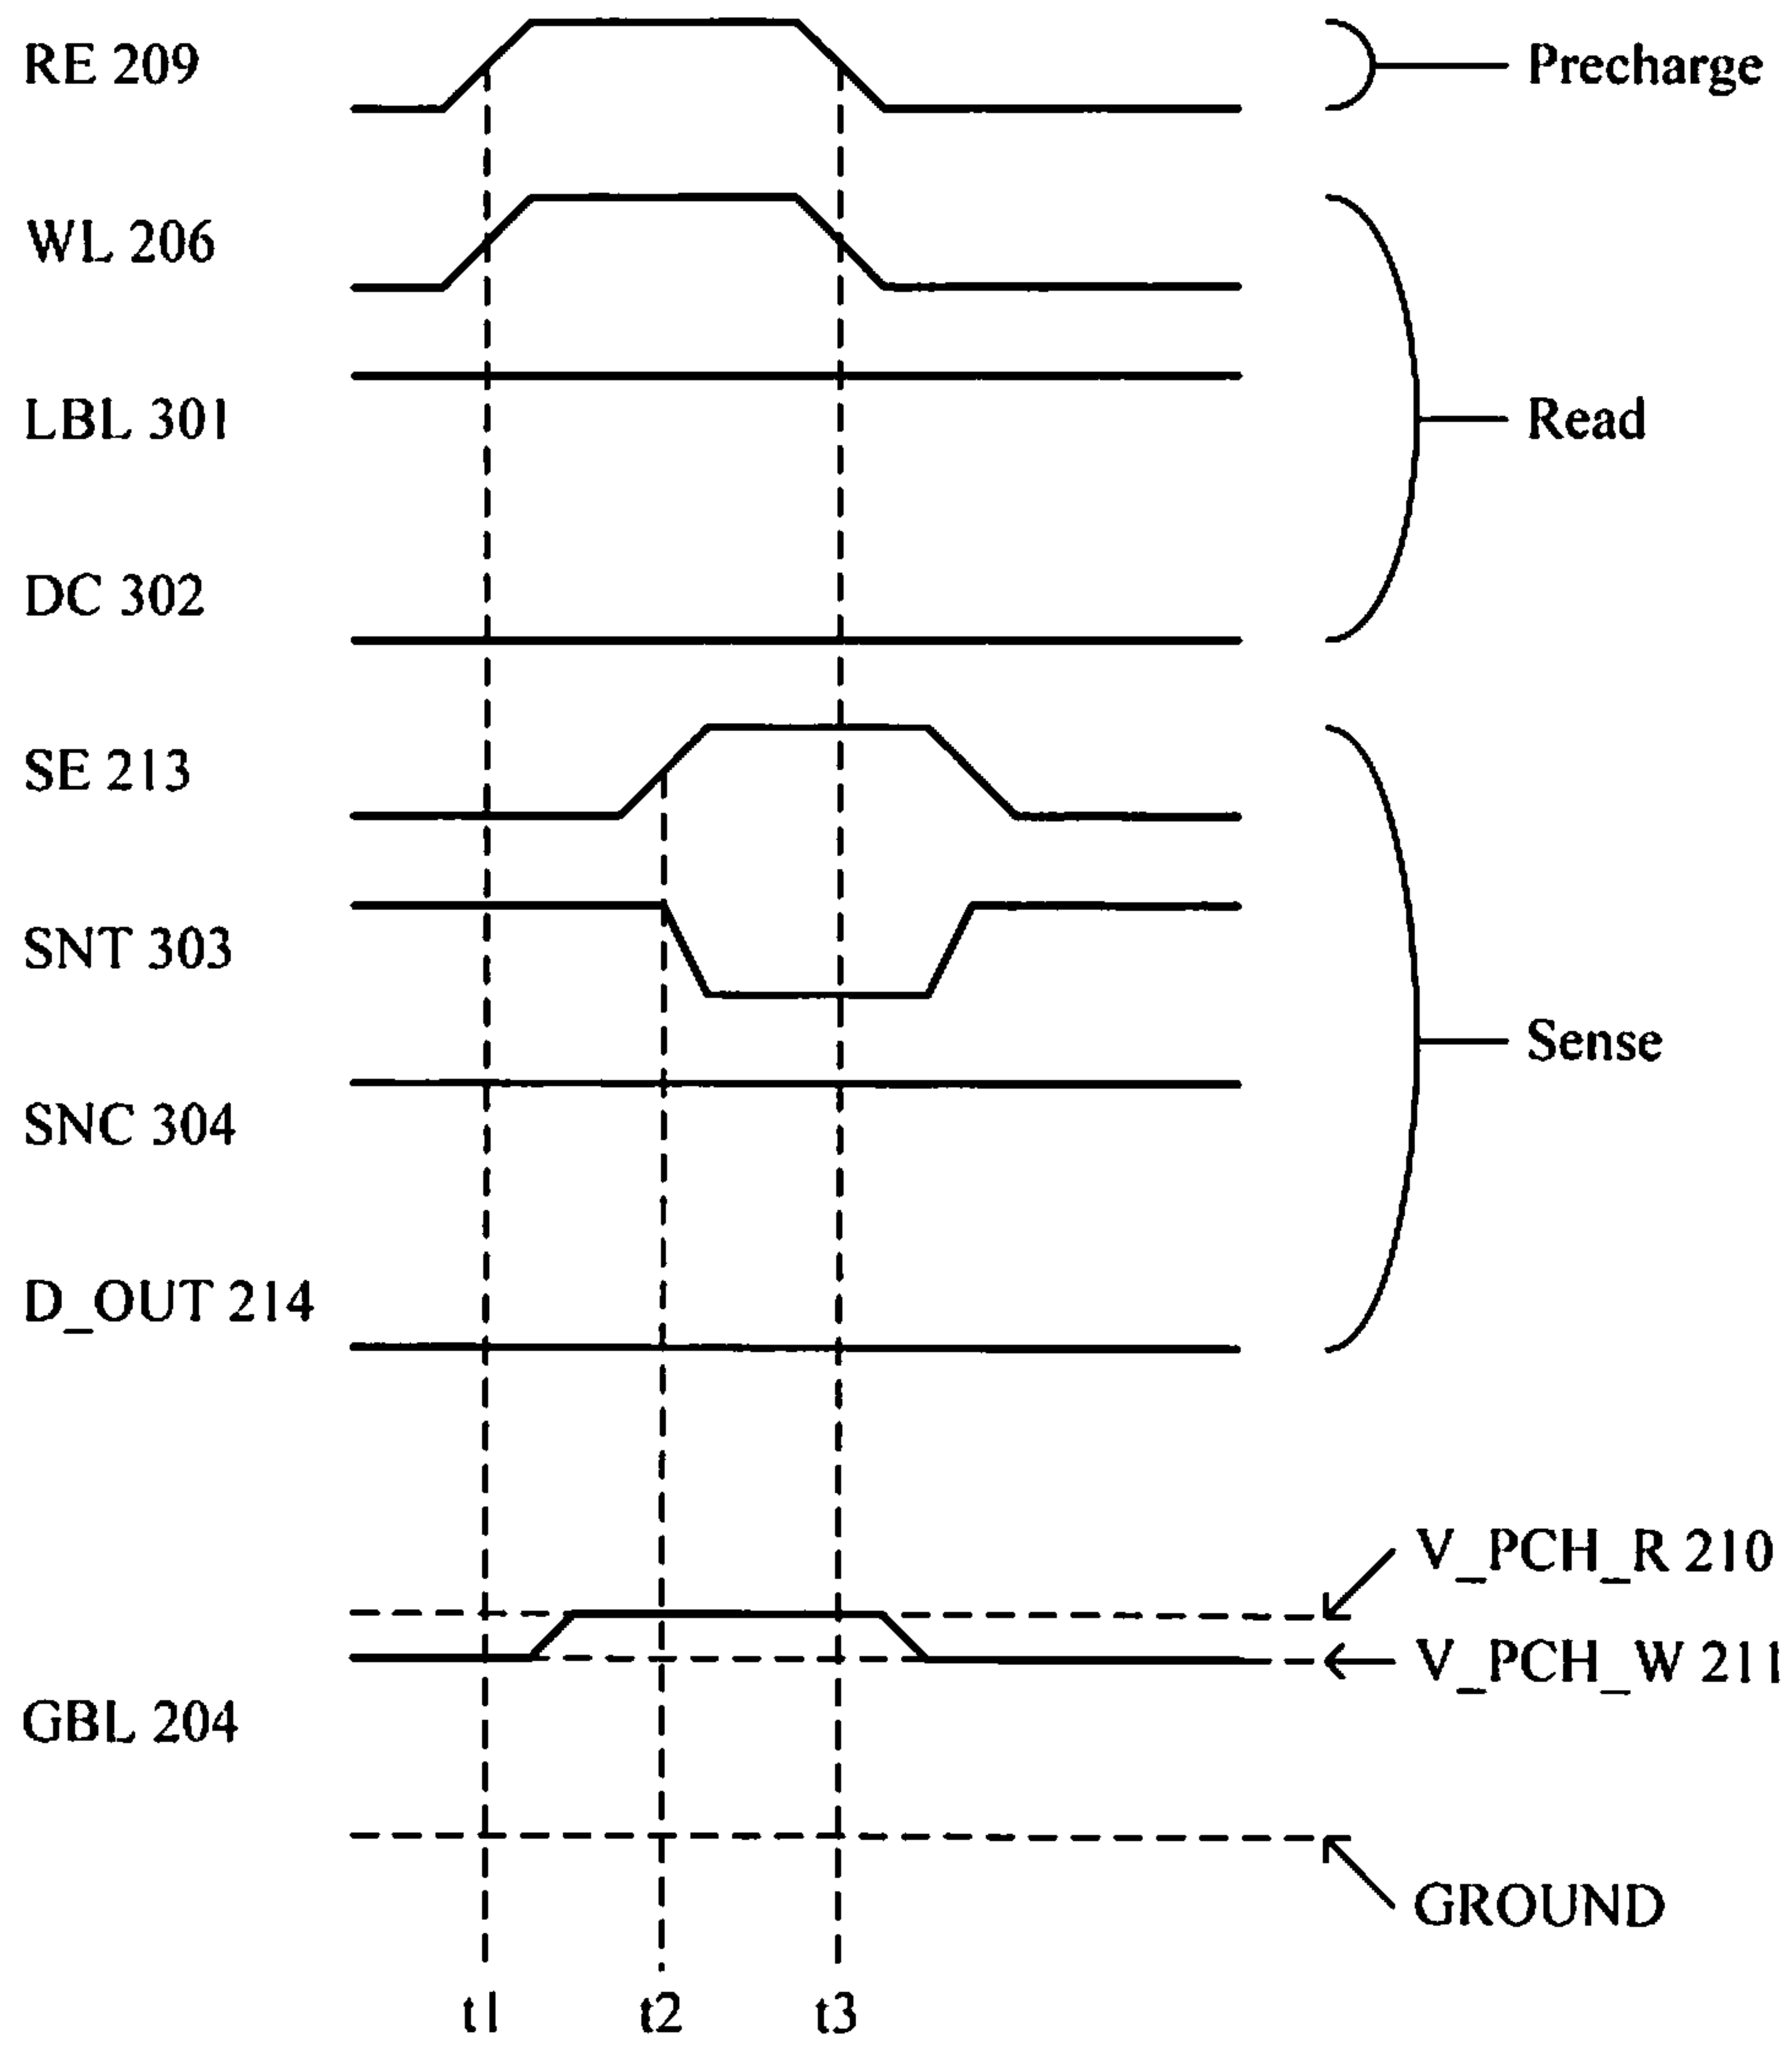 RE 209
Precharge
WL 206
LBL 301
Read
DC 302
SE 213
SNT 303
Sense
SNC 304
D_OUT 214
V_PCH_R 210
V_PCH_W 211
GBL 204
GROUND
t1 t2 t3